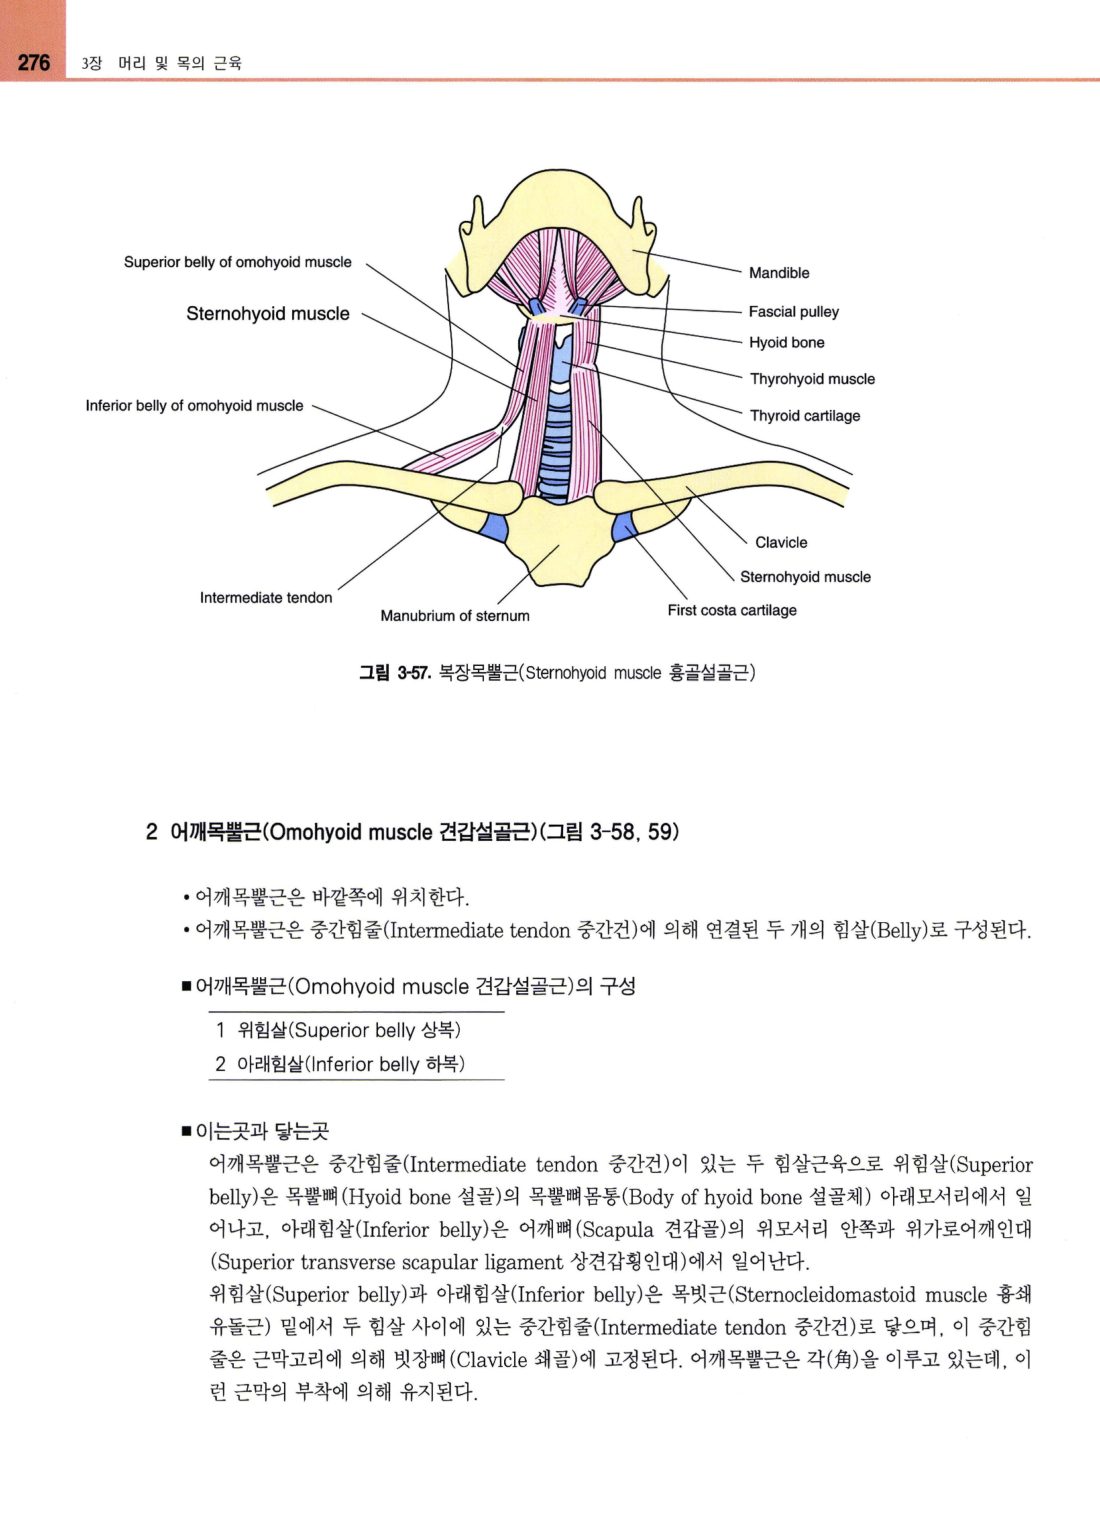 276 3장 머리 및 목의 근육
Superior belly of omohyoid muscle
Sternohyoid muscle
Inferior belly of omohyoid muscle
Intermediate tendon
Manubrium of sternum
Mandible
Fascial pulley
Hyoid bone
Thyrohyoid muscle
Thyroid cartilage
Clavicle
Sternohyoid muscle
First costa cartilage
그림 3-57. 복장목뿔근(Sternohyoid muscle 흉골설골근)
2 어깨목뿔근(Omohyoid muscle 견갑설골근)(그림 3-58, 59)
• 어깨목뿔근은 바깥쪽에 위치한다.
• 어깨목뿔근은 중간힘줄(Intermediate tendon 중간건)에 의해 연결된 두 개의 힘살(Belly)로 구성된다.
■ 어깨목뿔근(Omohyoid muscle 견갑설골근)의 구성
1 위힘살(Superior belly 상복)
2 아래힘살(Inferior belly 하복)
■ 이는곳과 닿는곳
어깨목뿔근은 중간힘줄(Intermediate tendon 중간건)이 있는 두 힘살근육으로 위힘살(Superior
belly)은 목뿔뼈(Hyoid bone 설골)의 목뿔뼈몸통(Body of hyoid bone 설골체) 아래모서리에서 일
어나고, 아래힘살(Inferior belly)은 어깨뼈(Scapula 견갑골)의 위모서리 안쪽과 위가로어깨인대
(Superior transverse scapular ligament 상견갑횡인대)에서 일어난다.
위힘살(Superior belly)과 아래힘살(Inferior belly)은 목빗근(Sternocleidomastoid muscle 흉쇄
유돌근) 밑에서 두 힘살 사이에 있는 중간힘줄(Intermediate tendon 중간건)로 닿으며, 이 중간힘
줄은 근막고리에 의해 빗장뼈(Clavicle 쇄골)에 고정된다. 어깨목뿔근은 각(角)을 이루고 있는데, 이
런 근막의 부착에 의해 유지된다.